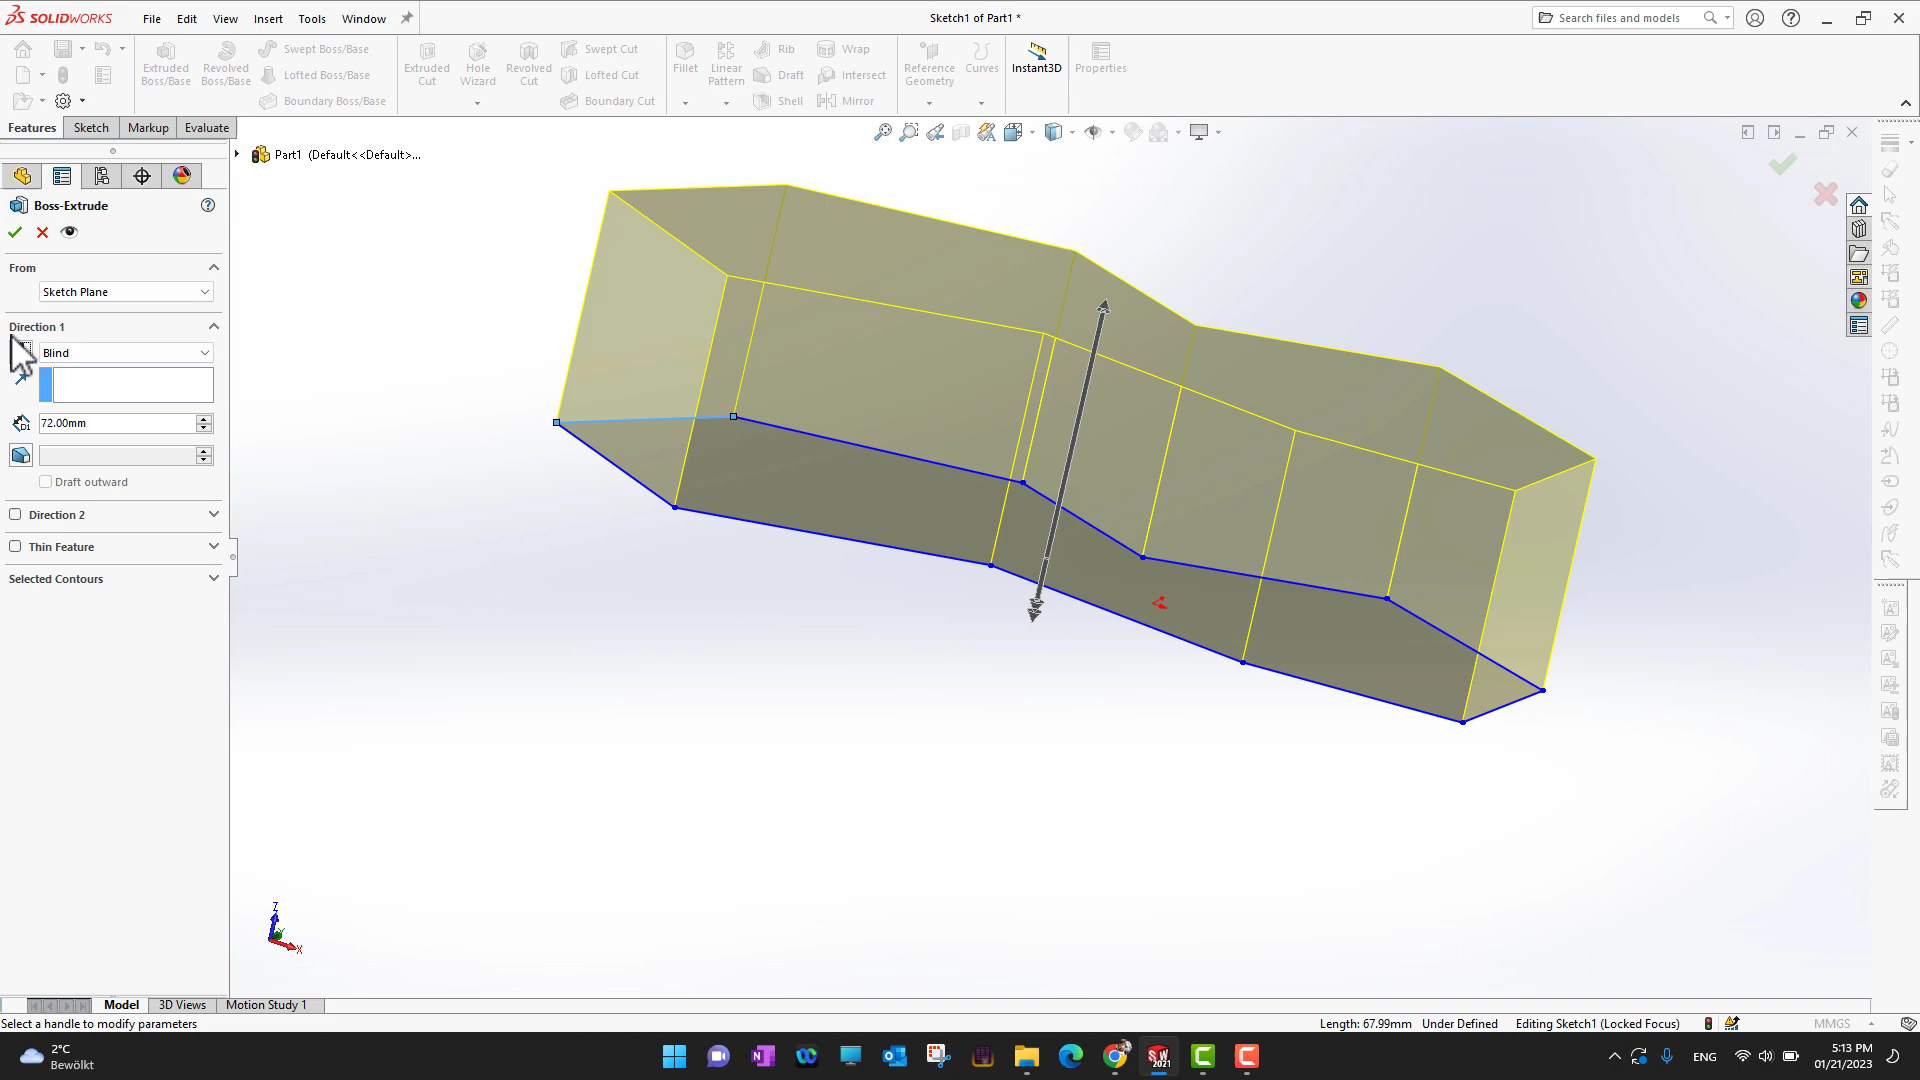 SOLIDWORKS File Edit View Insert Tools Window Sketch1 of Part1 * Search files and models
Extruded Boss/Base
Revolved Boss/Base
Swept Boss/Base
Lofted Boss/Base
Boundary Boss/Base
Extruded Cut
Hole Wizard
Revolved Cut
Swept Cut
Lofted Cut
Boundary Cut
Fillet
Linear Pattern
Rib
Draft
Shell
Wrap
Intersect
Mirror
Reference Geometry
Curves
Instant3D
Properties
Features Sketch Markup Evaluate
Part1 (Default<<Default>...
Boss-Extrude
From
Sketch Plane
Direction 1
Blind
D1
72.00mm
Draft outward
Direction 2
Thin Feature
Selected Contours
Z
Y
X
Model 3D Views Motion Study 1
Select a handle to modify parameters Length: 67.99mm Under Defined Editing Sketch1 (Locked Focus) MMGS
2°C
Bewölkt
SW
2021
ENG
5:13 PM
01/21/2023